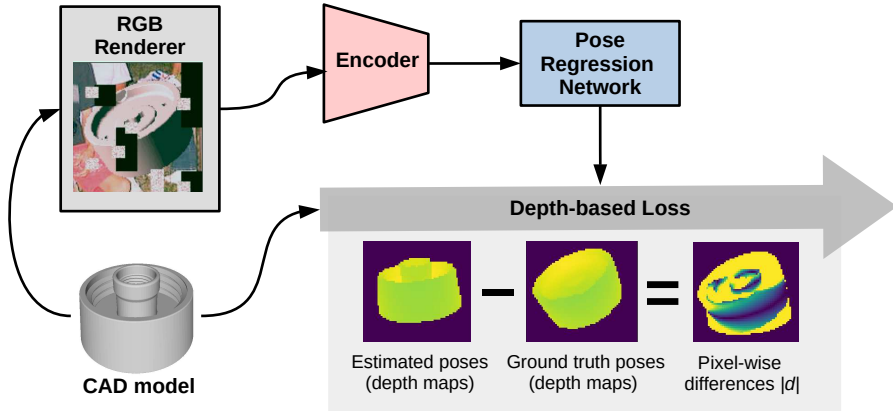 RGB
Renderer
Encoder
Pose
Regression
Network
Depth-based Loss
CAD model
Estimated poses
(depth maps)
Ground truth poses
(depth maps)
Pixel-wise
differences |d|